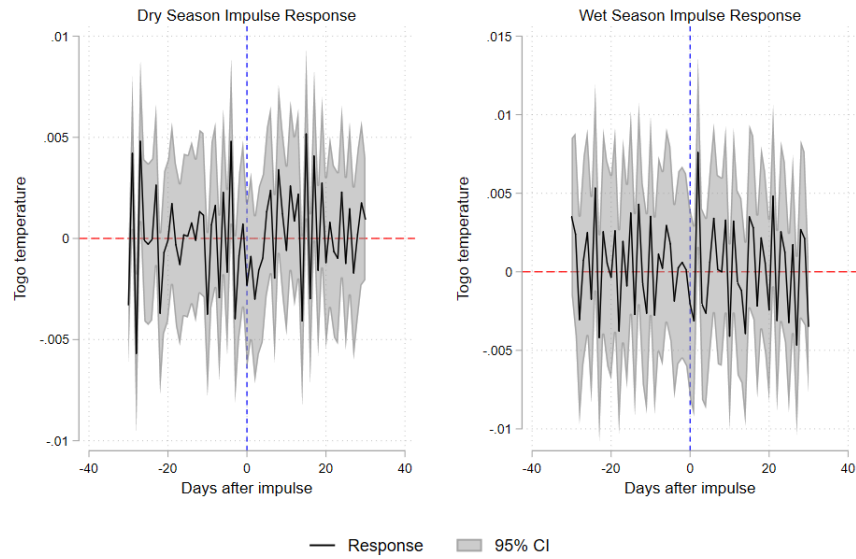 Dry Season Impulse Response
Wet Season Impulse Response
Togo temperature
.01
.005
0
-.005
-.01
-40
-20
0
20
40
Days after impulse
Togo temperature
.015
.01
.005
0
-.005
-.01
-40
-20
0
20
40
Days after impulse
Response
95% CI